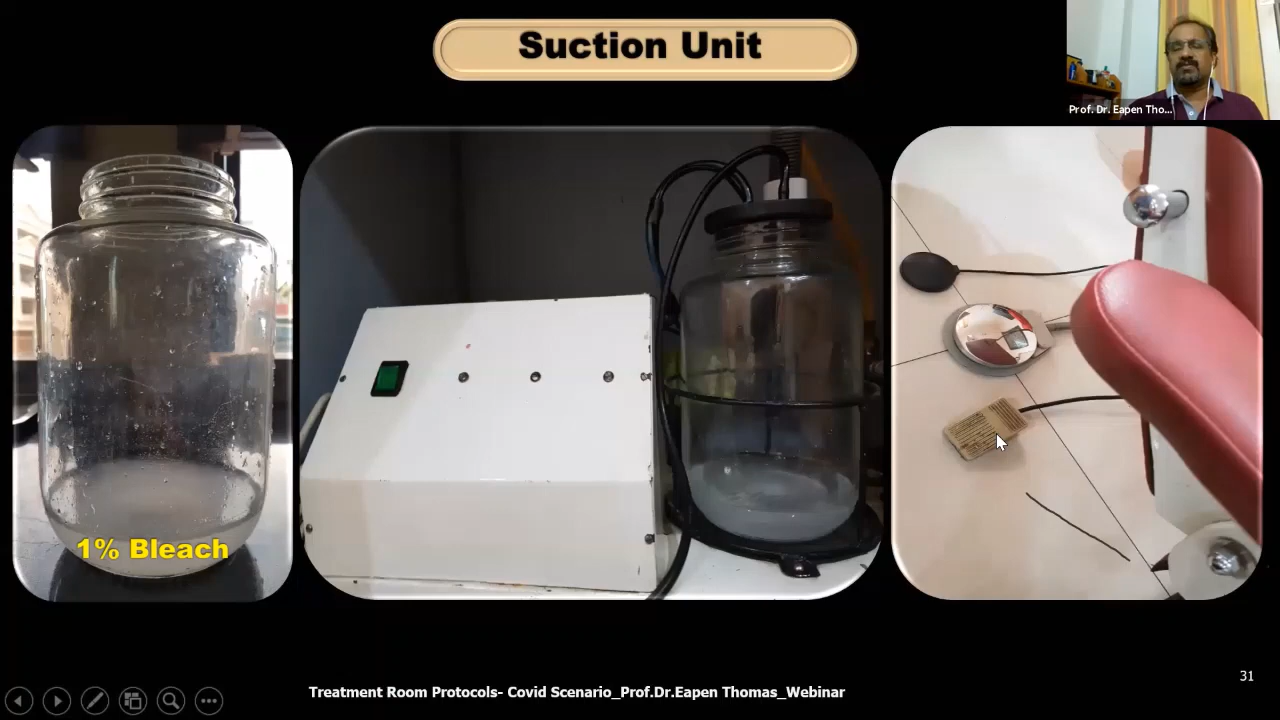 Suction Unit
Prof. Dr. Eapen Tho...
1% Bleach
Treatment Room Protocols- Covid Scenario_Prof.Dr.Eapen Thomas_Webinar
31